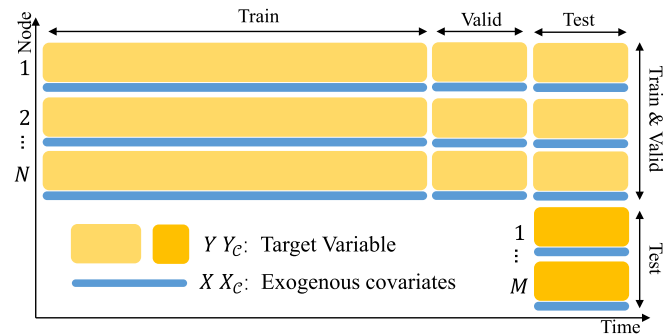 Train Valid Test
Node
1
2
...
N
Train & Valid
Y Y_C: Target Variable
X X_C: Exogenous covariates
1
...
M
Test
Time